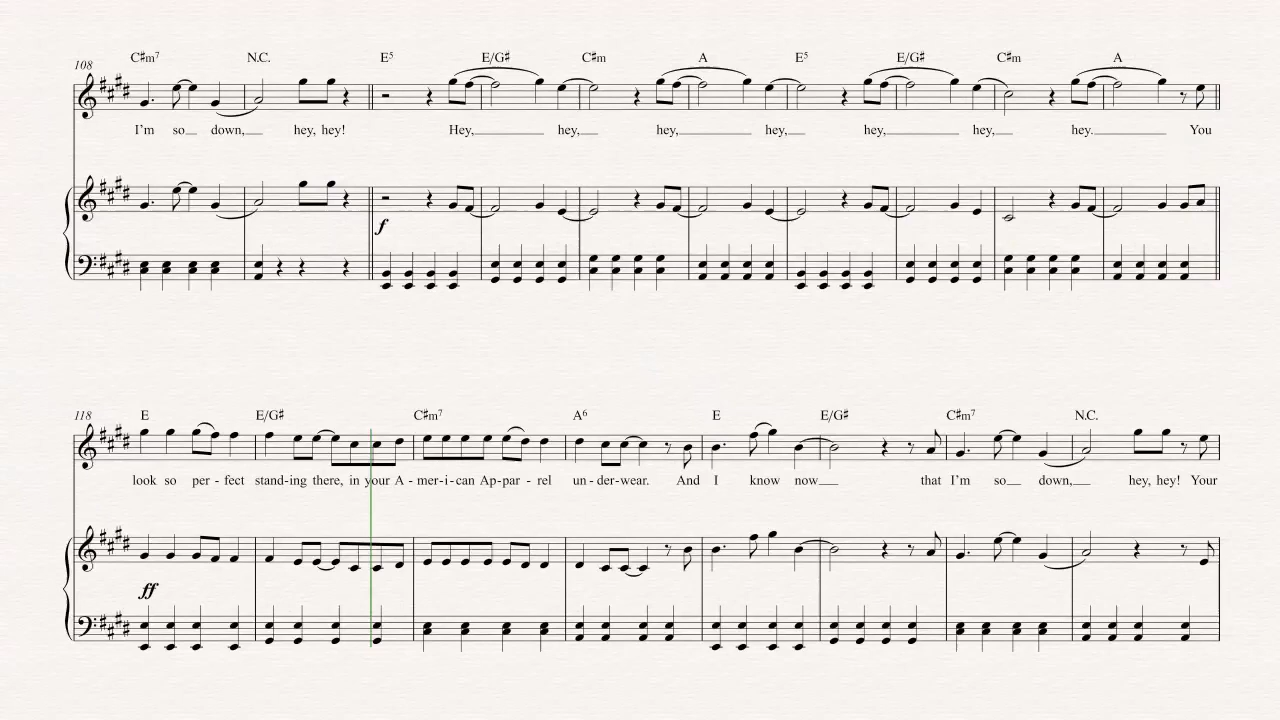 C♯m7 N.C. E5 E/G♯ C♯m A E5 E/G♯ C♯m A
108
I'm so down, hey, hey! Hey, hey, hey, hey, hey, hey, hey. You
f
E E/G♯ C♯m7 A6 E E/G♯ C♯m7 N.C.
118
look so per - fect stand-ing there, in your A - mer-i-can Ap-par - rel un-der-wear. And I know now that I'm so down, hey, hey! Your
ff